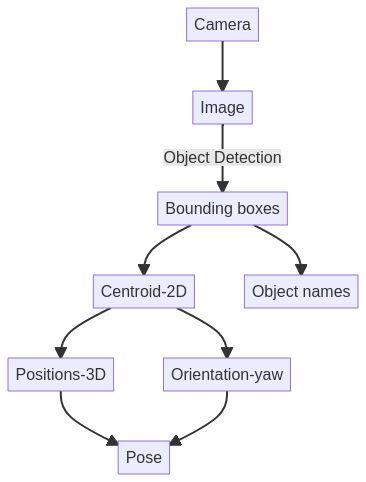 Camera
Image
Object Detection
Bounding boxes
Centroid-2D
Object names
Positions-3D
Orientation-yaw
Pose